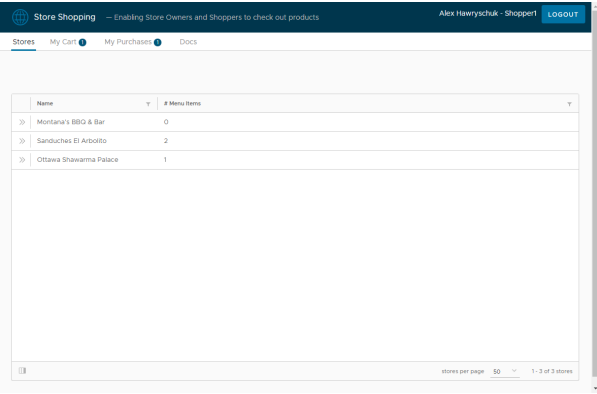 Store Shopping — Enabling Store Owners and Shoppers to check out products Alex Hawryschuk - Shopper1 LOGOUT
Stores My Cart 1 My Purchases 1 Docs
Name # Menu Items
Montana's BBQ & Bar 0
Sanduches El Arbolito 2
Ottawa Shawarma Palace 1
stores per page 50 1 - 3 of 3 stores